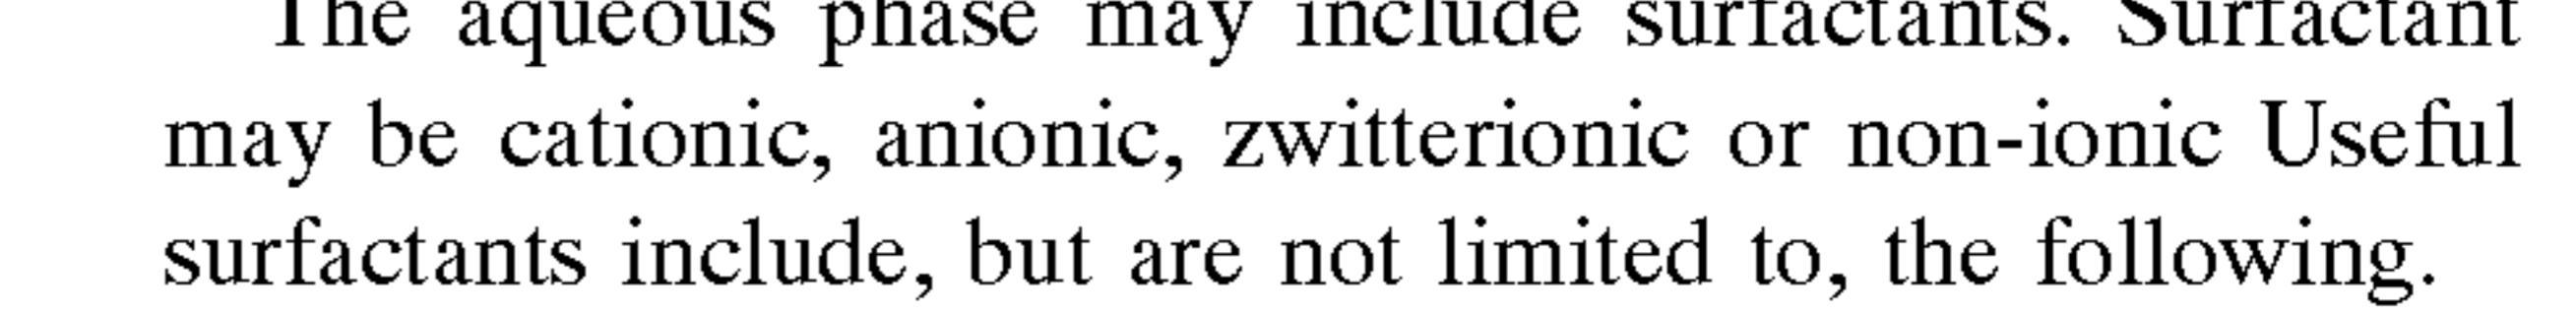 The aqueous phase may include surfactants. Surfactant
may be cationic, anionic, zwitterionic or non-ionic Useful
surfactants include, but are not limited to, the following.